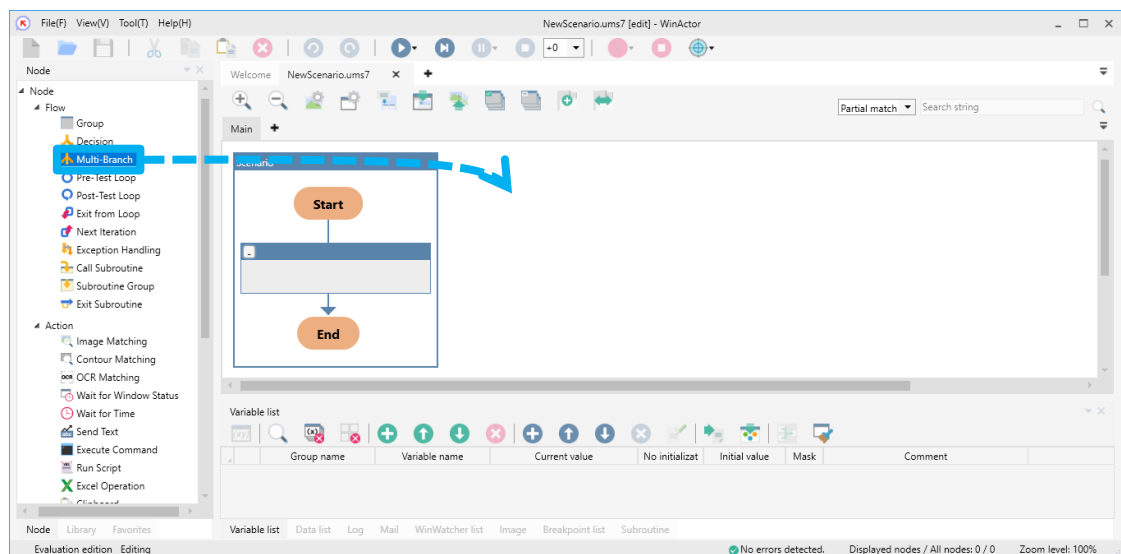 File(F) View(V) Tool(T) Help(H)
NewScenario.ums7 [edit] - WinActor
+0
Node
Node
Flow
Group
Decision
Multi-Branch
Pre-Test Loop
Post-Test Loop
Exit from Loop
Next Iteration
Exception Handling
Call Subroutine
Subroutine Group
Exit Subroutine
Action
Image Matching
Contour Matching
OCR OCR Matching
Wait for Window Status
Wait for Time
Send Text
Execute Command
Run Script
Excel Operation
Clipboard
Node Library Favorites
Welcome NewScenario.ums7
Partial match Search string
Main
Scenario
Start
End
Variable list
Group name Variable name Current value No initializat Initial value Mask Comment
Variable list Data list Log Mail WinWatcher list Image Breakpoint list Subroutine
Evaluation edition Editing
No errors detected. Displayed nodes / All nodes: 0 / 0 Zoom level: 100%